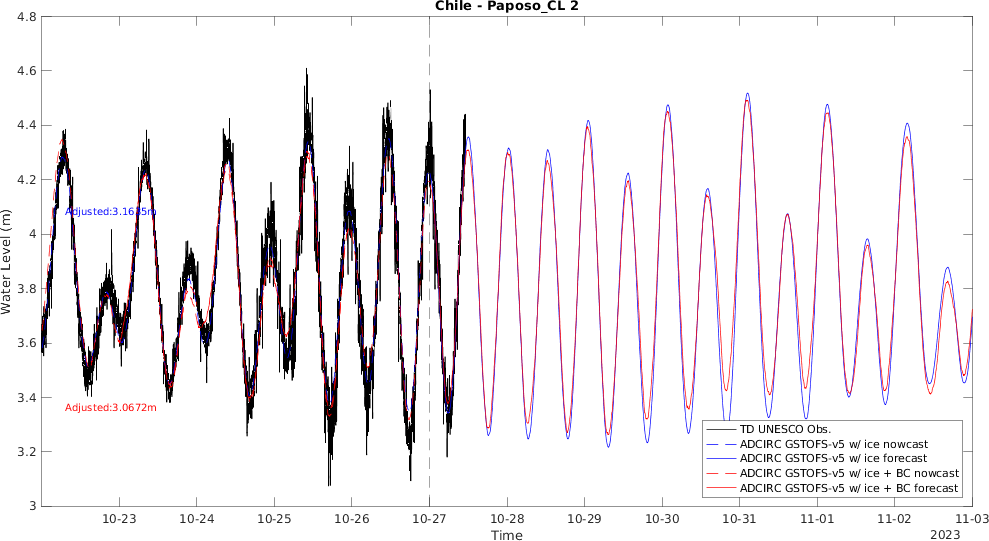 Chile - Paposo_CL 2
Water Level (m)
4.8
4.6
4.4
4.2
4
3.8
3.6
3.4
3.2
3
Adjusted:3.1635m
Adjusted:3.0672m
TD UNESCO Obs.
ADCIRC GSTOFS-v5 w/ ice nowcast
ADCIRC GSTOFS-v5 w/ ice forecast
ADCIRC GSTOFS-v5 w/ ice + BC nowcast
ADCIRC GSTOFS-v5 w/ ice + BC forecast
10-23
10-24
10-25
10-26
10-27
10-28
10-29
10-30
10-31
11-01
11-02
11-03
Time
2023